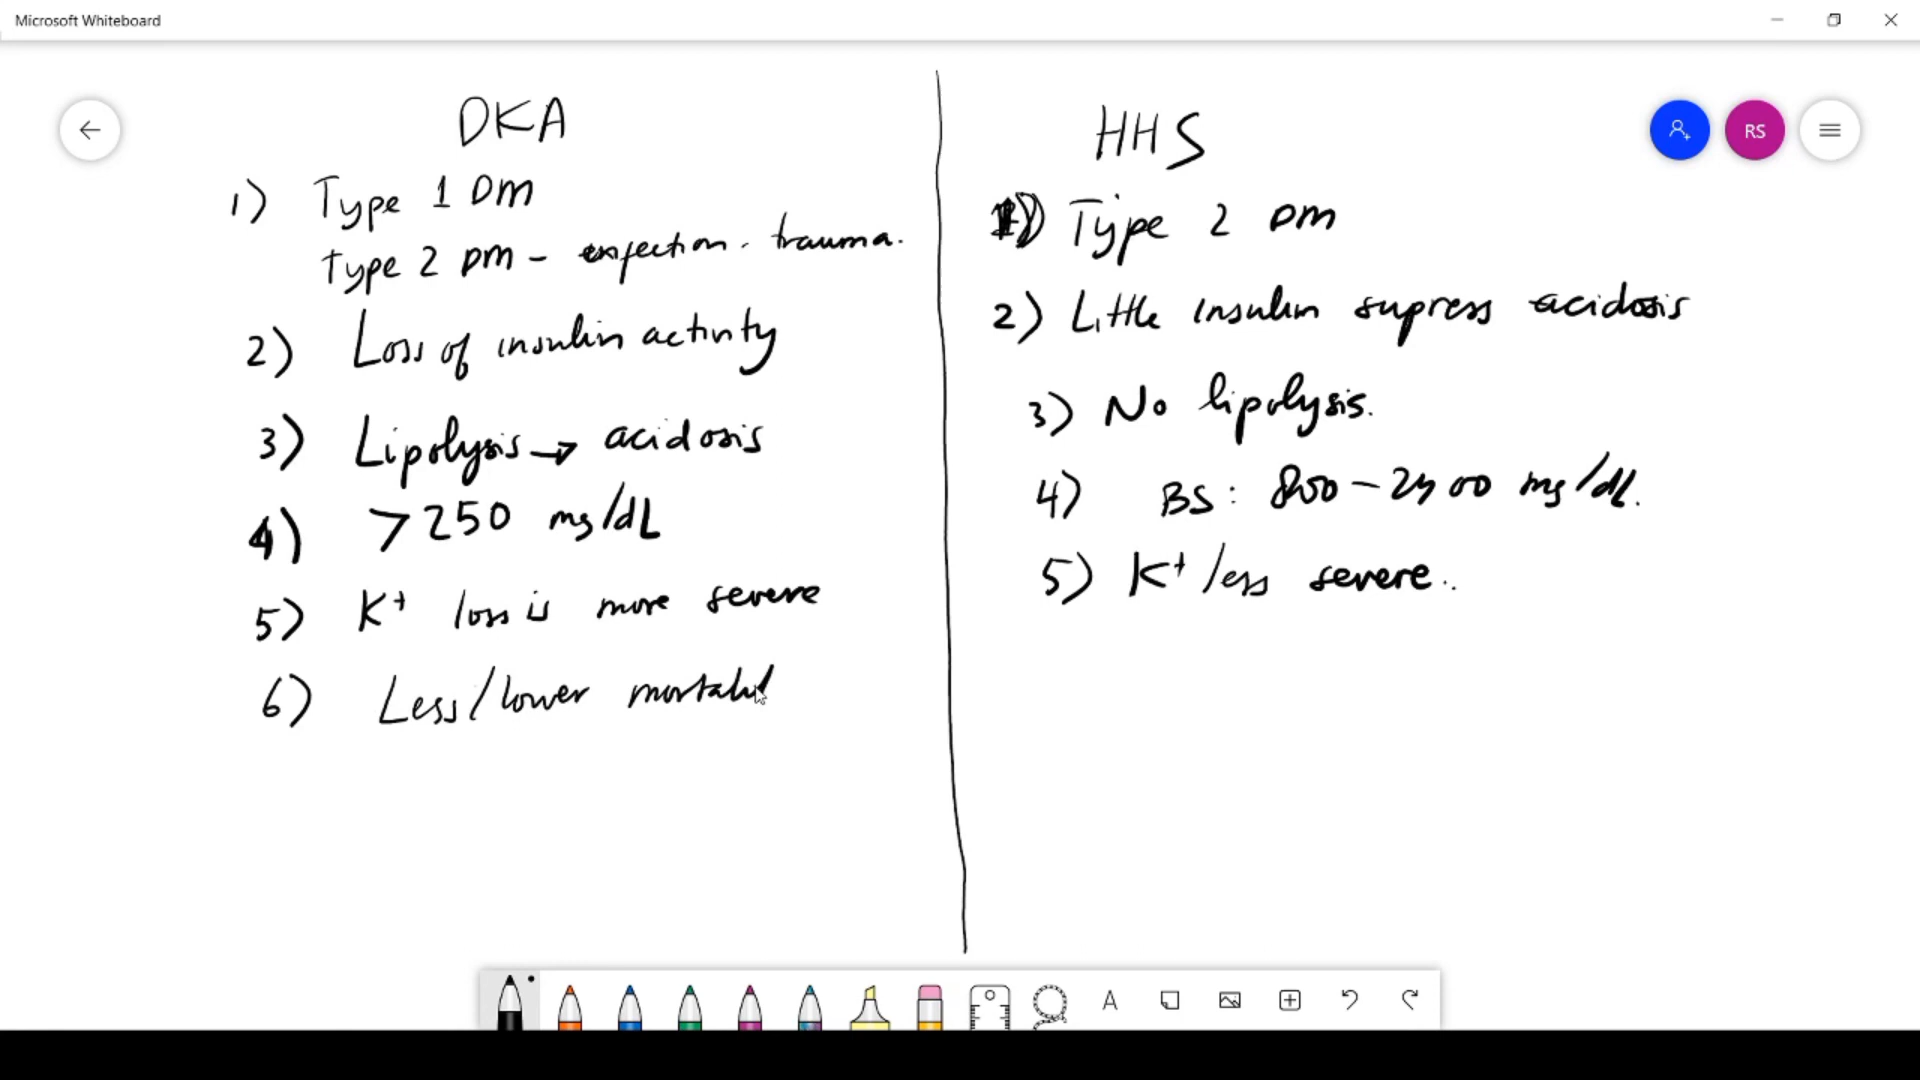 Microsoft Whiteboard
RS
DKA
1) Type 1 DM
type 2 DM - infection. trauma.
2) Loss of insulin activity
3) Lipolysis → acidosis
4) >250 mg/dL
5) K+ loss is more severe
6) Less/lower mortali
HHS
1) Type 2 DM
2) Little insulin supress acidosis
3) No lipolysis.
4) BS: 800-2400 mg/dL.
5) K+ less severe..
A